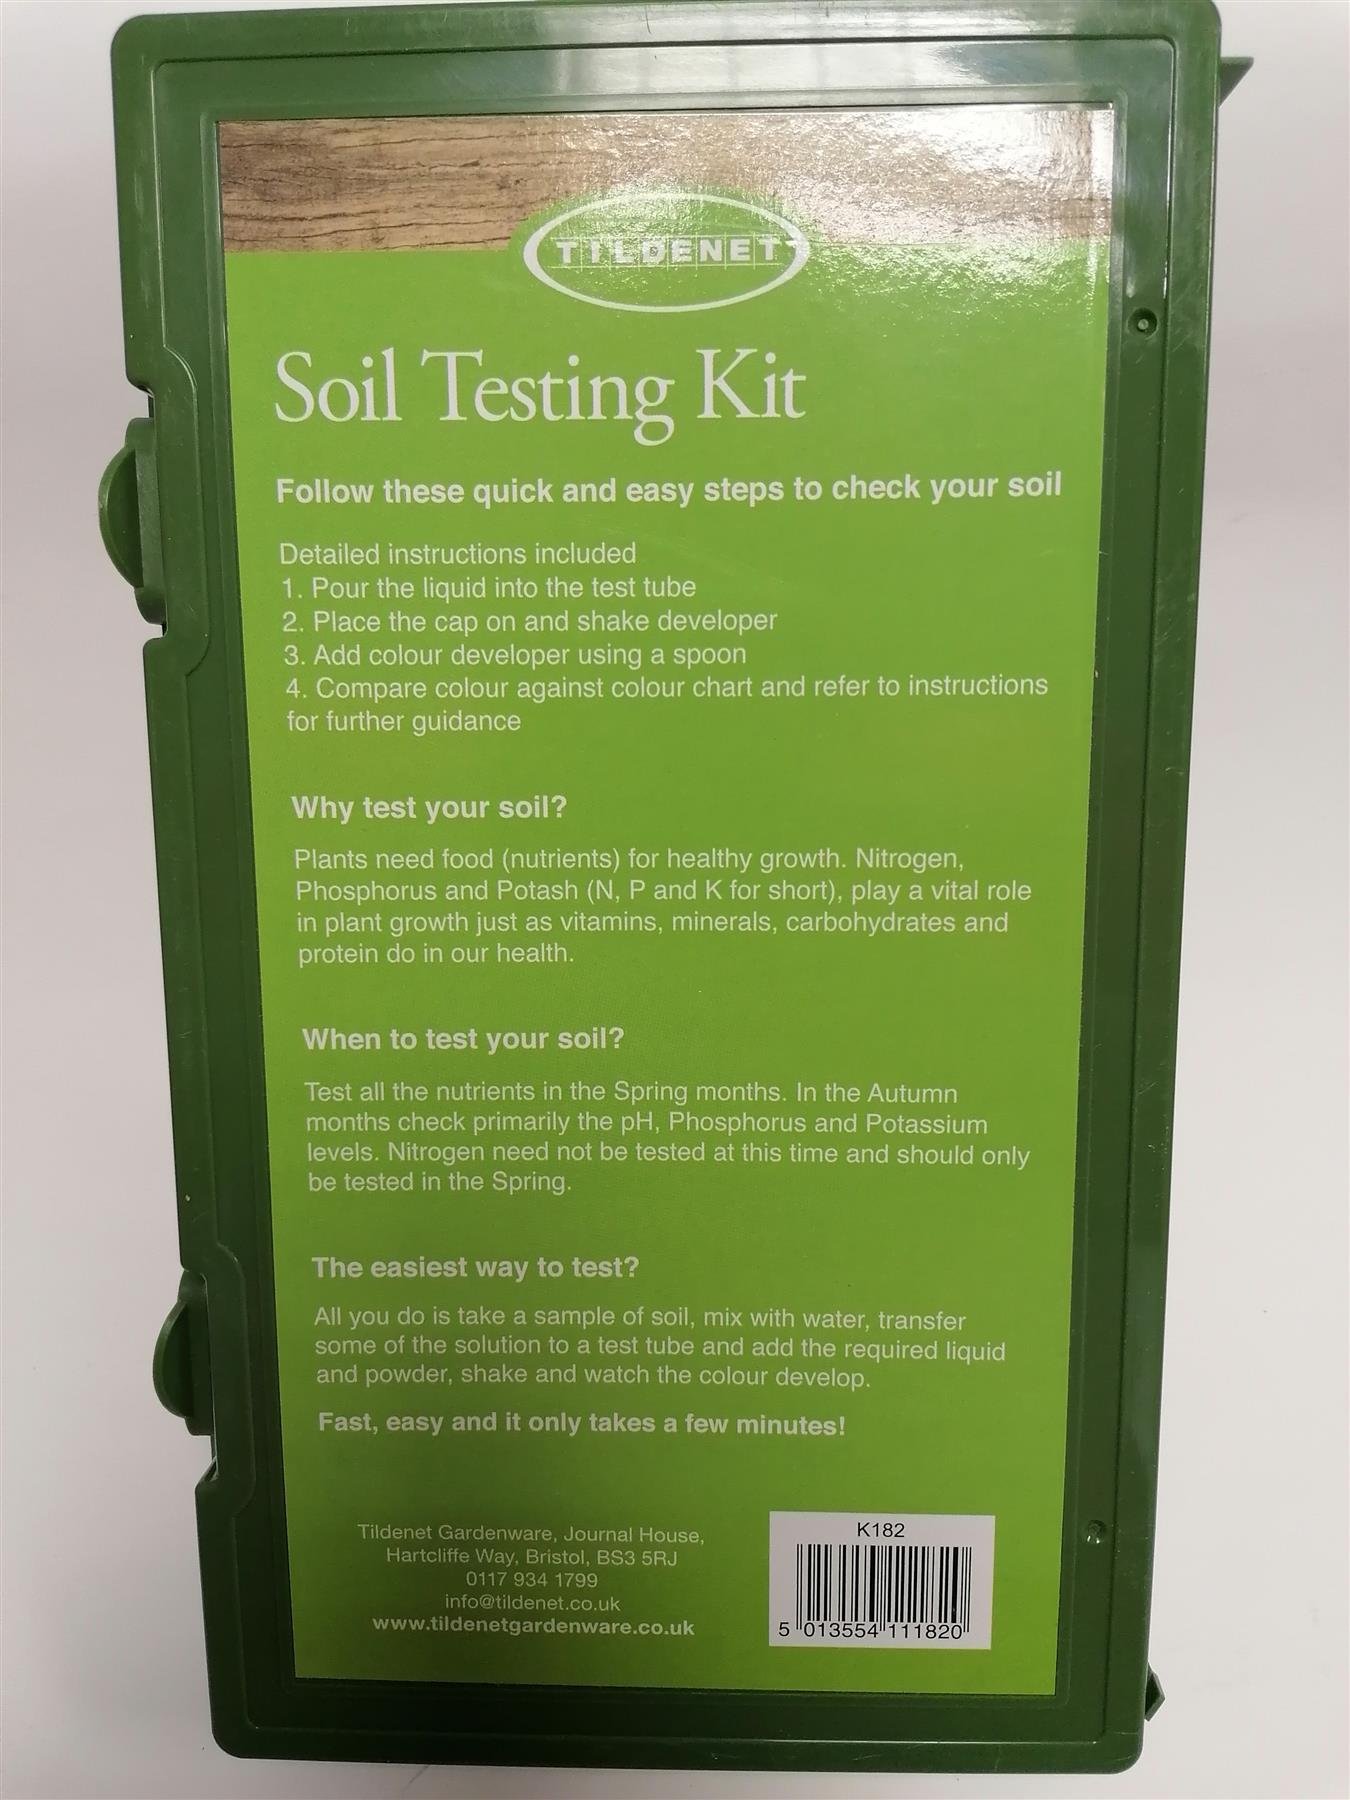 TILDENET
Soil Testing Kit
Follow these quick and easy steps to check your soil
Detailed instructions included
1. Pour the liquid into the test tube
2. Place the cap on and shake developer
3. Add colour developer using a spoon
4. Compare colour against colour chart and refer to instructions
for further guidance
Why test your soil?
Plants need food (nutrients) for healthy growth. Nitrogen,
Phosphorus and Potash (N, P and K for short), play a vital role
in plant growth just as vitamins, minerals, carbohydrates and
protein do in our health.
When to test your soil?
Test all the nutrients in the Spring months. In the Autumn
months check primarily the pH, Phosphorus and Potassium
levels. Nitrogen need not be tested at this time and should only
be tested in the Spring.
The easiest way to test?
All you do is take a sample of soil, mix with water, transfer
some of the solution to a test tube and add the required liquid
and powder, shake and watch the colour develop.
Fast, easy and it only takes a few minutes!
Tildenet Gardenware, Journal House,
Hartcliffe Way, Bristol, BS3 5RJ
0117 934 1799
info@tildenet.co.uk
www.tildenetgardenware.co.uk
K182
5 013554 111820